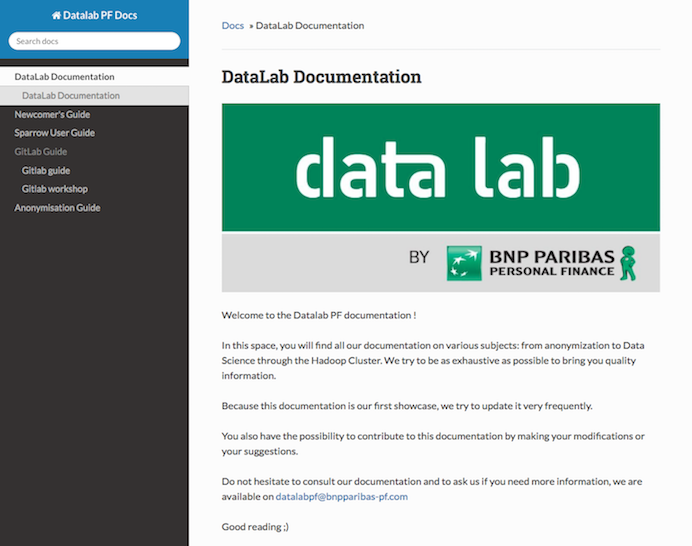 Datalab PF Docs
Search docs
DataLab Documentation
DataLab Documentation
Newcomer's Guide
Sparrow User Guide
GitLab Guide
Gitlab guide
Gitlab workshop
Anonymisation Guide
Docs » DataLab Documentation
DataLab Documentation
data lab
BY BNP PARIBAS
PERSONAL FINANCE
Welcome to the Datalab PF documentation !
In this space, you will find all our documentation on various subjects: from anonymization to Data
Science through the Hadoop Cluster. We try to be as exhaustive as possible to bring you quality
information.
Because this documentation is our first showcase, we try to update it very frequently.
You also have the possibility to contribute to this documentation by making your modifications or
your suggestions.
Do not hesitate to consult our documentation and to ask us if you need more information, we are
available on datalabpf@bnpparibas-pf.com
Good reading ;)